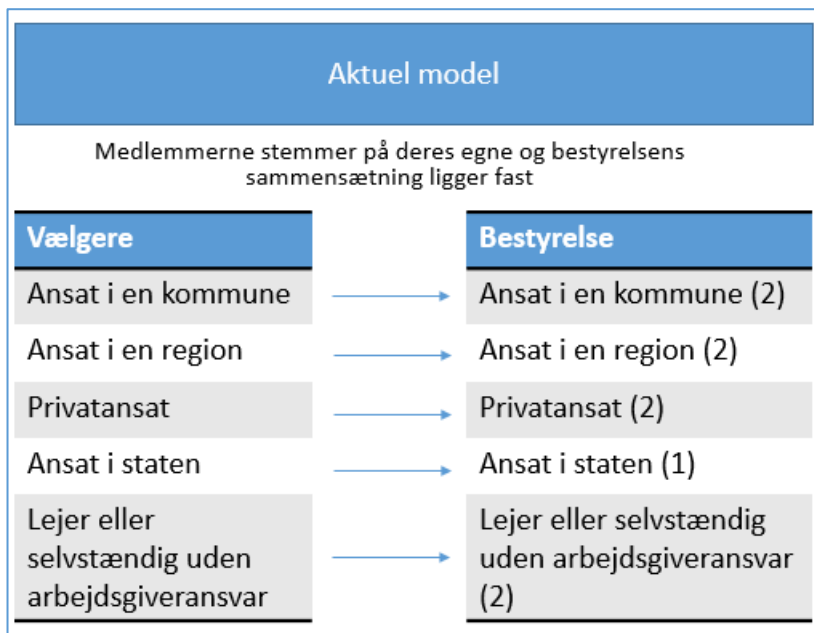 Aktuel model
Medlemmerne stemmer på deres egne og bestyrelsens
sammensætning ligger fast
Vælgere
Bestyrelse
Ansat i en kommune
Ansat i en kommune (2)
Ansat i en region
Ansat i en region (2)
Privatansat
Privatansat (2)
Ansat i staten
Ansat i staten (1)
Lejer eller
selvstændig uden
arbejdsgiveransvar
Lejer eller selvstændig
uden arbejdsgiveransvar
(2)